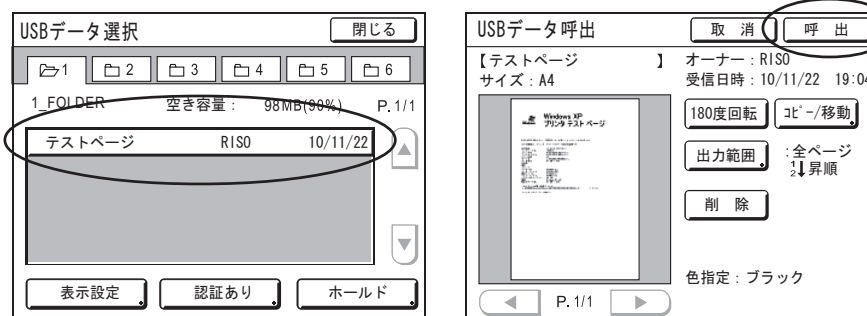 USBデータ選択
閉じる
1
2
3
4
5
6
1_FOLDER 空き容量： 98MB(90%) P.1/1
テストページ RISO 10/11/22
表示設定
認証あり
ホールド
USBデータ呼出
取 消
呼 出
【テストページ 】
サイズ：A4
Windows XP
プリンタ テスト ページ
P.1/1
オーナー：RISO
受信日時：10/11/22 19:04
180度回転
コピー/移動
出力範囲
：全ページ
1
2
昇順
削 除
色指定：ブラック